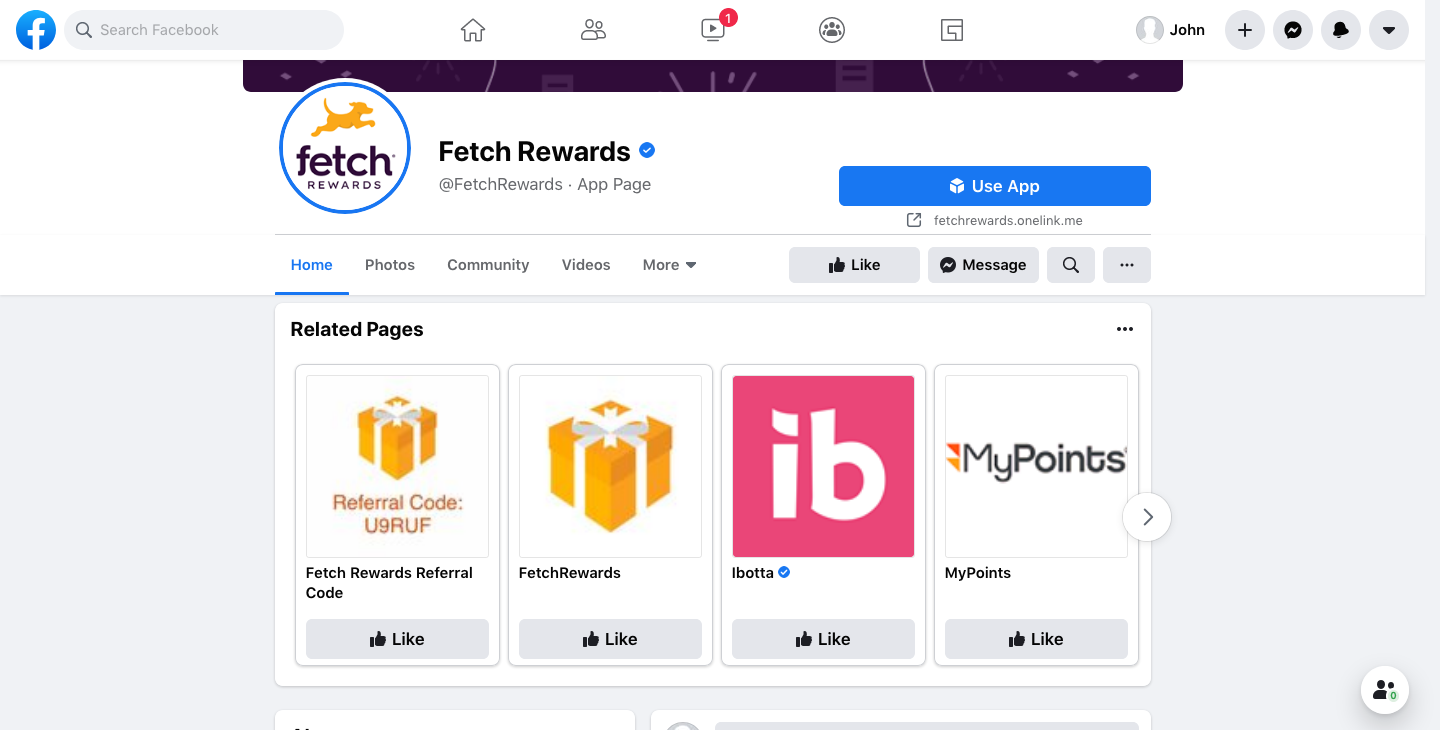 Search Facebook
1
John
fetch
REWARDS
Fetch Rewards
@FetchRewards · App Page
Use App
fetchrewards.onelink.me
Home
Photos
Community
Videos
More
Like
Message
Related Pages
Referral Code:
U9RUF
ib
MyPoints
Fetch Rewards Referral
Code
FetchRewards
Ibotta
MyPoints
Like
Like
Like
Like
0